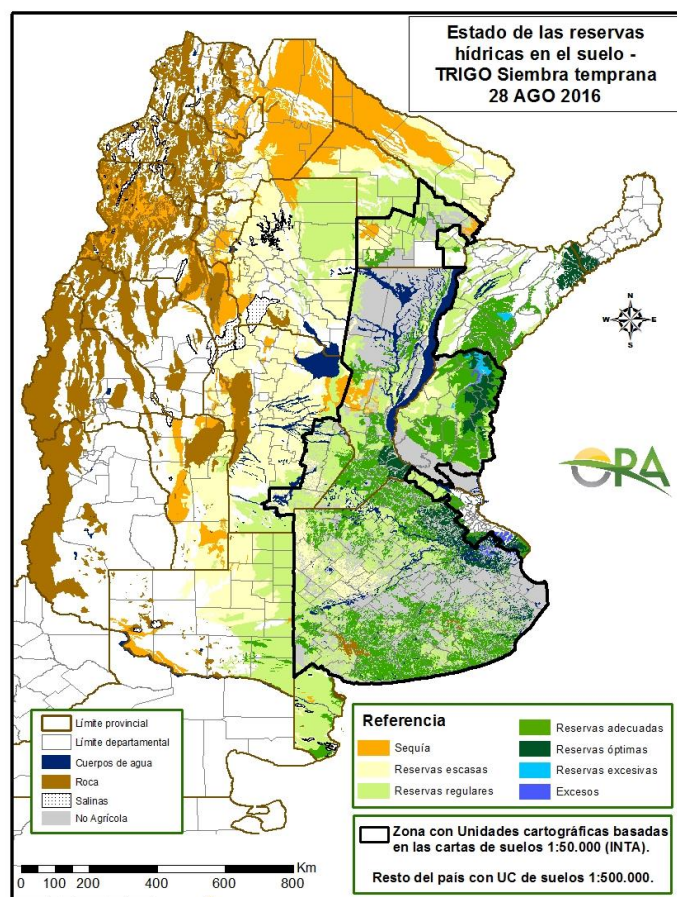 Estado de las reservas
hídricas en el suelo -
TRIGO Siembra temprana
28 AGO 2016
N
W E
S
ORA
Límite provincial
Límite departamental
Cuerpos de agua
Roca
Salinas
No Agrícola
Referencia
Sequía
Reservas escasas
Reservas regulares
Reservas adecuadas
Reservas óptimas
Reservas excesivas
Excesos
Zona con Unidades cartográficas basadas
en las cartas de suelos 1:50.000 (INTA).
Resto del país con UC de suelos 1:500.000.
Km
0 50 100 200 400 600 800